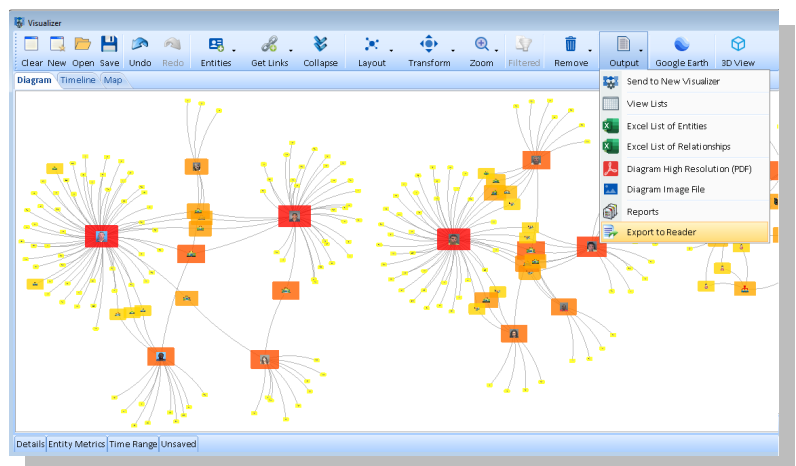 Visualizer
Clear New Open Save Undo Redo Entities Get Links Collapse Layout Transform Zoom Filtered Remove Output Google Earth 3D View
Diagram Timeline Map
Send to New Visualizer
View Lists
Excel List of Entities
Excel List of Relationships
Diagram High Resolution (PDF)
Diagram Image File
Reports
Export to Reader
Details Entity Metrics Time Range Unsaved